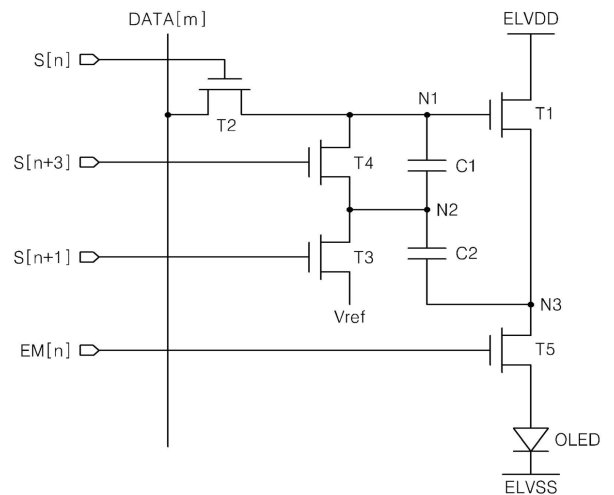 DATA[m]
ELVDD
S[n]
T2
N1
T1
S[n+3]
T4
C1
N2
S[n+1]
T3
C2
Vref
N3
EM[n]
T5
OLED
ELVSS